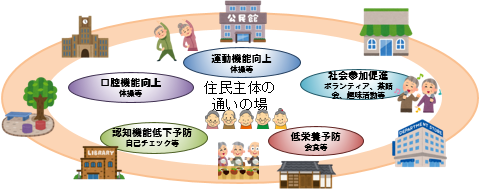 公民館
運動機能向上
体操等
口腔機能向上
体操等
社会参加促進
ボランティア、茶話
会、趣味活動等
住民主体の
通いの場
認知機能低下予防
自己チェック等
低栄養予防
会食等
LIBRARY
DEPARTMENT STORE